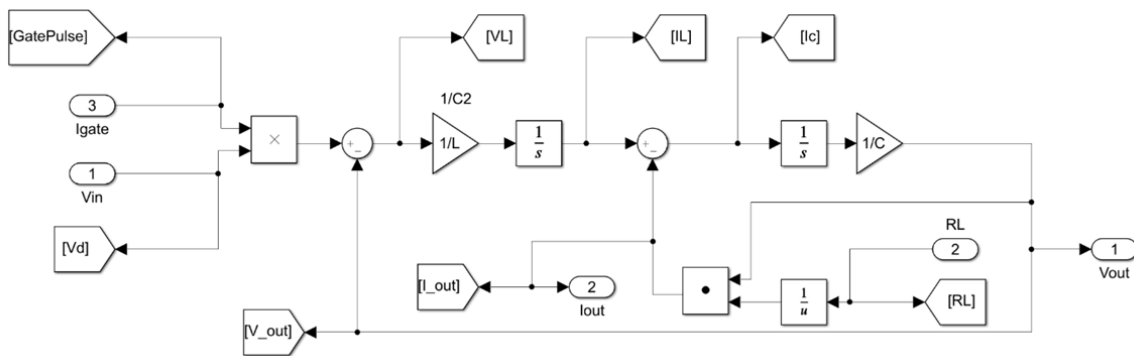 [GatePulse]
[VL]
[IL]
[Ic]
1/C2
3
Igate
×
+
−
1/L
1
s
+
−
1
s
1/C
1
Vin
[Vd]
RL
2
1
Vout
[I_out]
2
Iout
1
u
[RL]
[V_out]